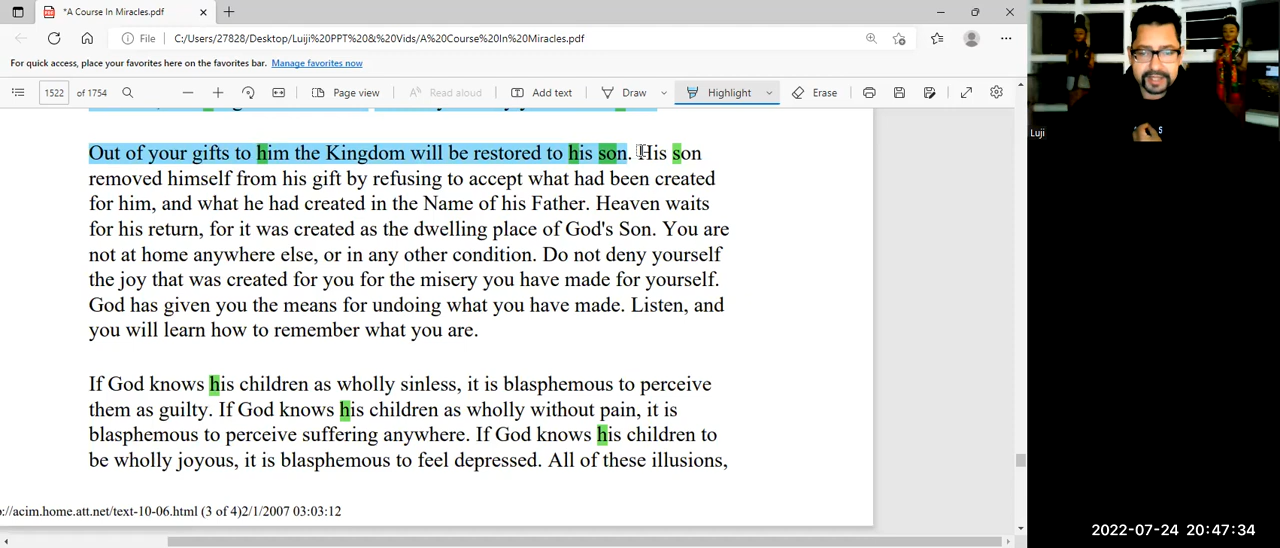 *A Course In Miracles.pdf
File
C:/Users/27828/Desktop/Luiji%20PPT%20&%20Vids/A%20Course%20In%20Miracles.pdf
For quick access, place your favorites here on the favorites bar. Manage favorites now
1522 of 1754
Page view
Read aloud
Add text
Draw
Highlight
Erase
Out of your gifts to him the Kingdom will be restored to his son. His son
removed himself from his gift by refusing to accept what had been created
for him, and what he had created in the Name of his Father. Heaven waits
for his return, for it was created as the dwelling place of God's Son. You are
not at home anywhere else, or in any other condition. Do not deny yourself
the joy that was created for you for the misery you have made for yourself.
God has given you the means for undoing what you have made. Listen, and
you will learn how to remember what you are.
If God knows his children as wholly sinless, it is blasphemous to perceive
them as guilty. If God knows his children as wholly without pain, it is
blasphemous to perceive suffering anywhere. If God knows his children to
be wholly joyous, it is blasphemous to feel depressed. All of these illusions,
://acim.home.att.net/text-10-06.html (3 of 4)2/1/2007 03:03:12
Luji
2022-07-24 20:47:34